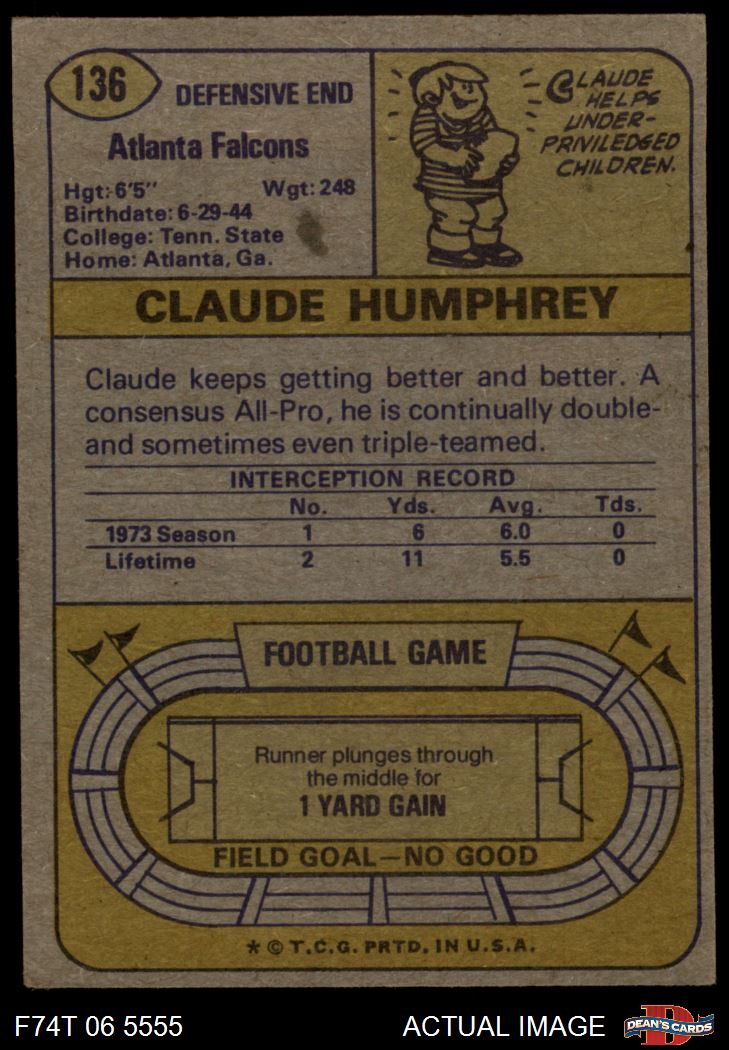 136
DEFENSIVE END
Atlanta Falcons
Hgt: 6'5" Wgt: 248
Birthdate: 6-29-44
College: Tenn. State
Home: Atlanta, Ga.
CLAUDE
HELPS
UNDER-
PRIVILEDGED
CHILDREN.
CLAUDE HUMPHREY
Claude keeps getting better and better. A
consensus All-Pro, he is continually double-
and sometimes even triple-teamed.
INTERCEPTION RECORD
No. Yds. Avg. Tds.
1973 Season 1 6 6.0 0
Lifetime 2 11 5.5 0
FOOTBALL GAME
Runner plunges through
the middle for
1 YARD GAIN
FIELD GOAL—NO GOOD
* © T.C.G. PRTD. IN U.S.A.
F74T 06 5555 ACTUAL IMAGE
DEAN'S CARDS